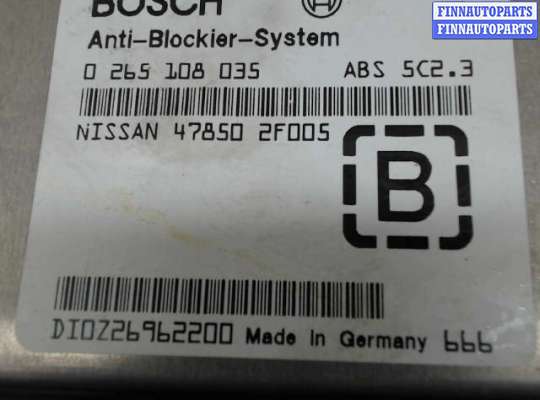 BOSCH
FINNAUTOPARTS
FINNAUTOPARTS
Anti-Blockier-System
0 265 108 035 ABS 5C2.3
NISSAN 47850 2F005
B
DIOZ26962200 Made in Germany 666